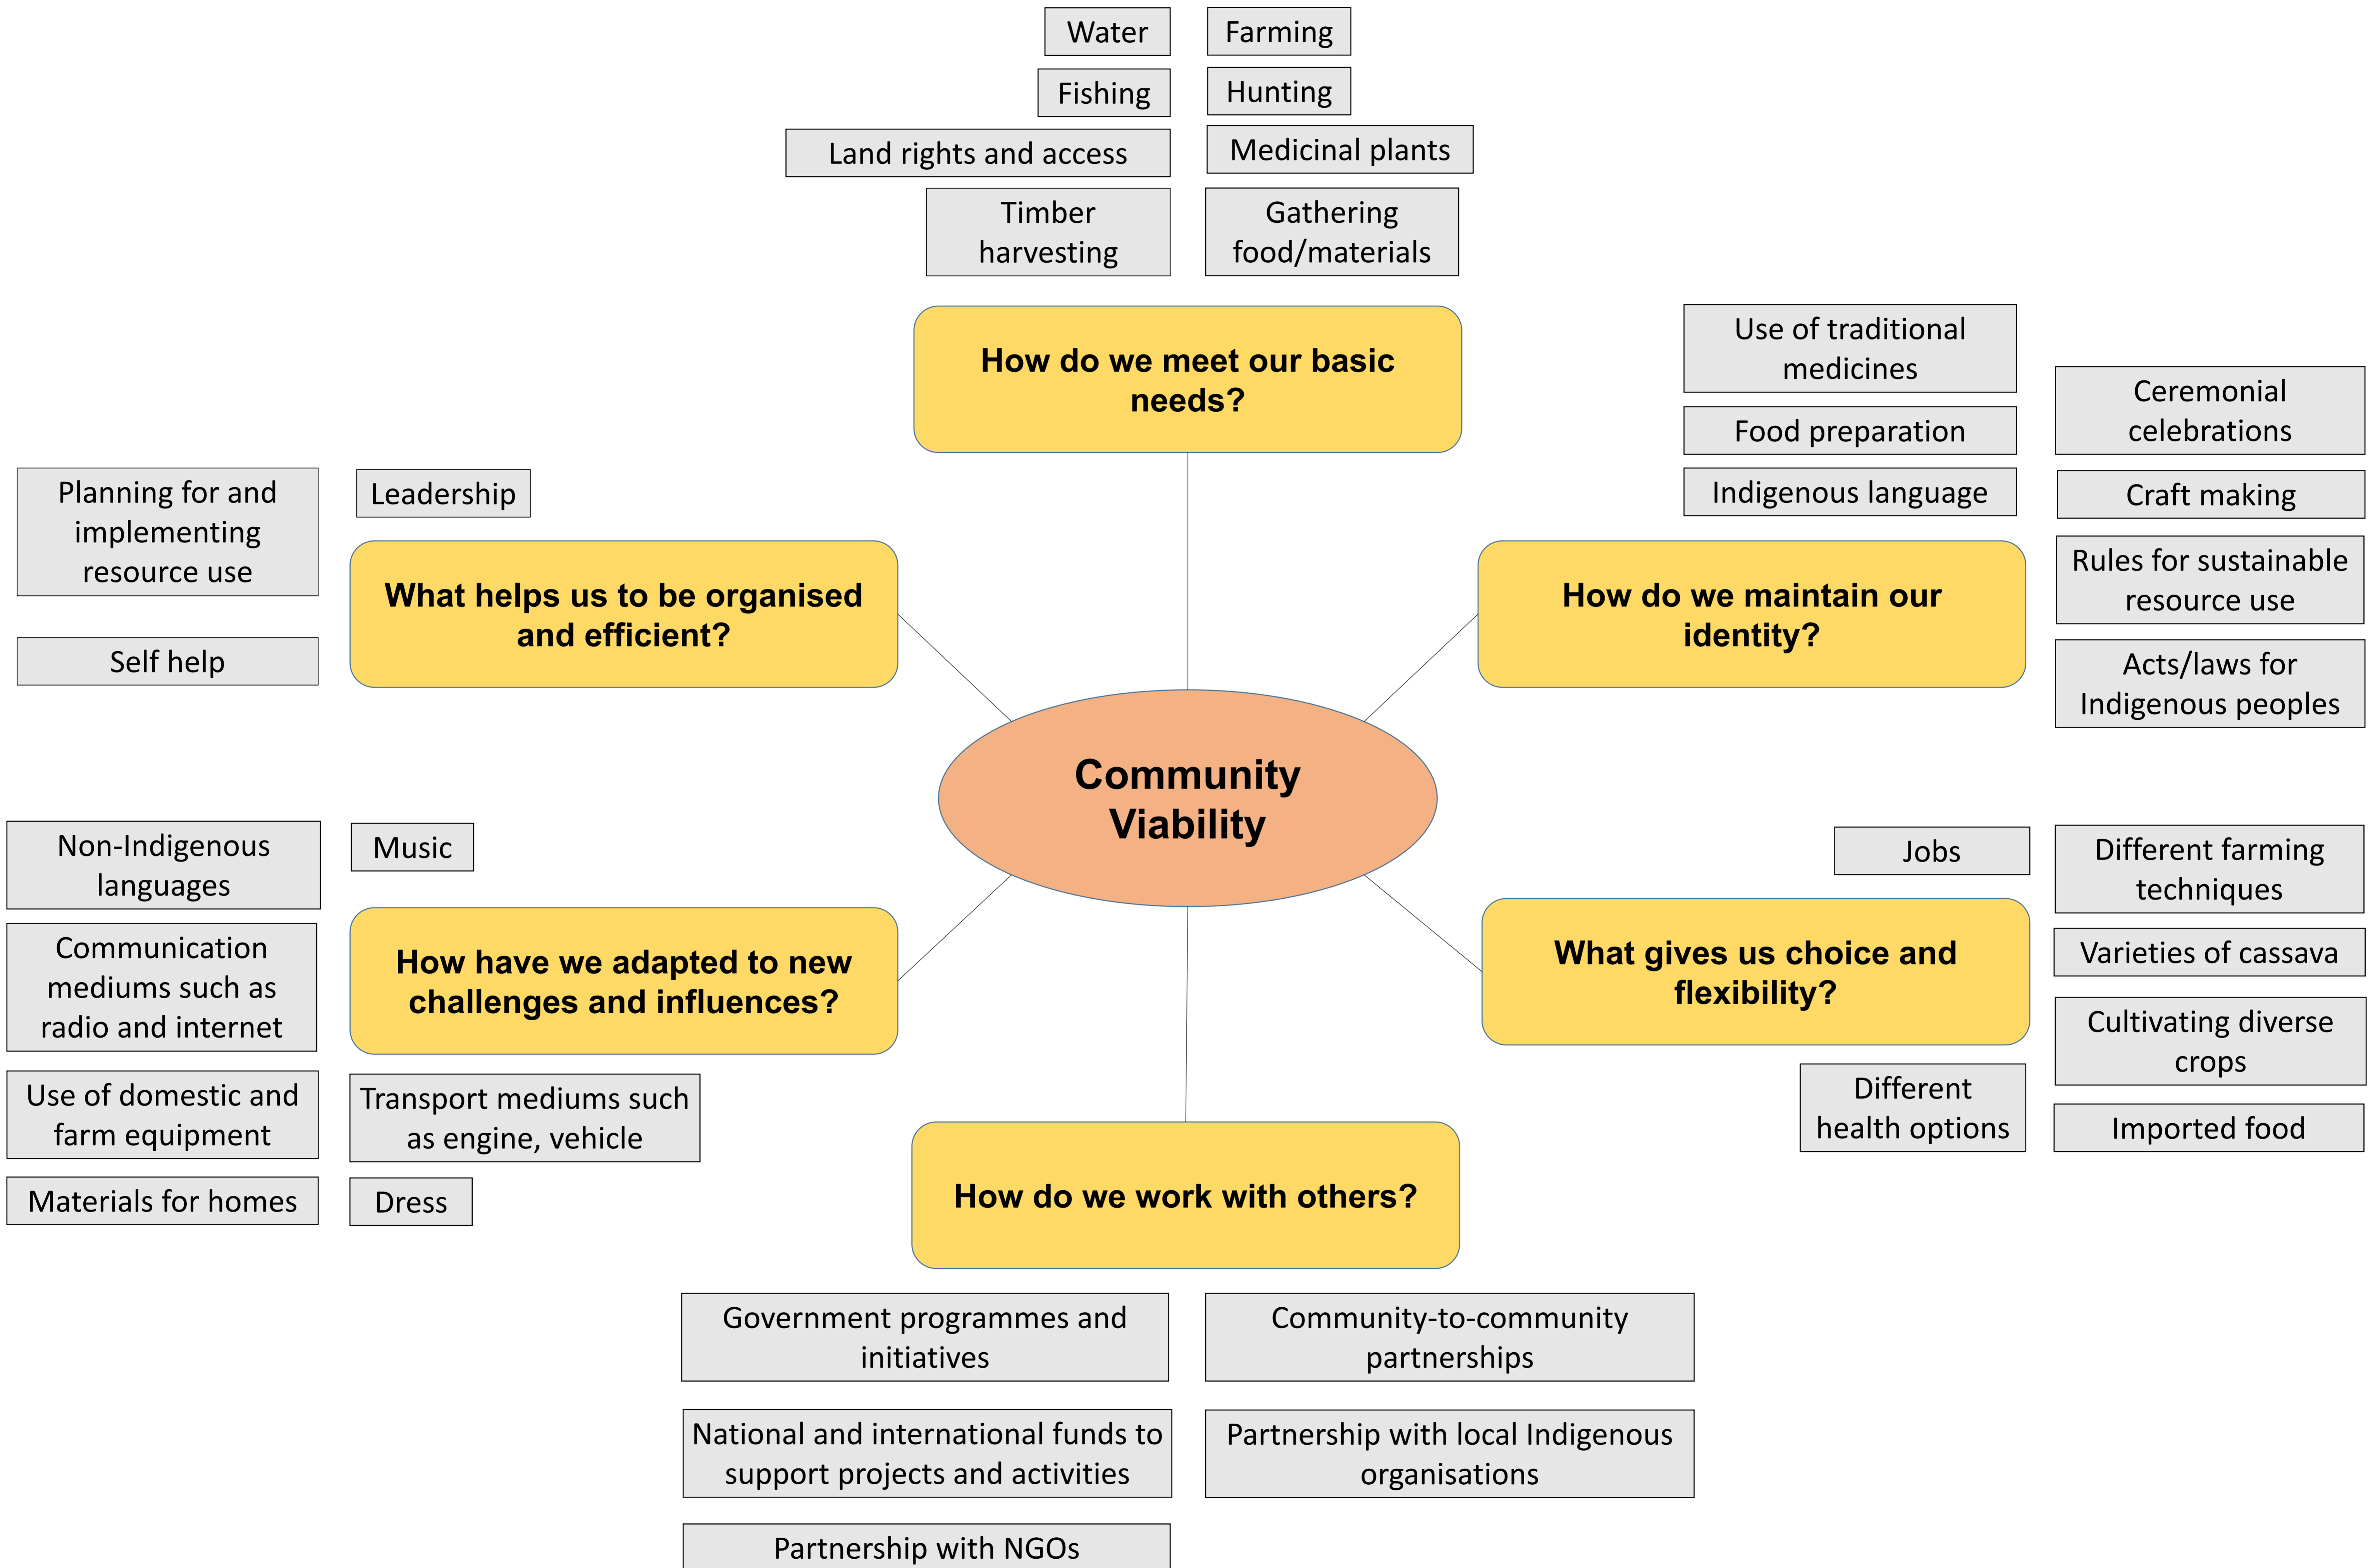 Water
Farming
Fishing
Hunting
Land rights and access
Medicinal plants
Timber
harvesting
Gathering
food/materials
How do we meet our basic
needs?
Use of traditional
medicines
Food preparation
Indigenous language
Ceremonial
celebrations
Craft making
Rules for sustainable
resource use
Acts/laws for
Indigenous peoples
How do we maintain our
identity?
Planning for and
implementing
resource use
Leadership
Self help
What helps us to be organised
and efficient?
Community
Viability
Non-Indigenous
languages
Music
Communication
mediums such as
radio and internet
How have we adapted to new
challenges and influences?
Use of domestic and
farm equipment
Transport mediums such
as engine, vehicle
Materials for homes
Dress
Jobs
Different farming
techniques
What gives us choice and
flexibility?
Varieties of cassava
Cultivating diverse
crops
Different
health options
Imported food
How do we work with others?
Government programmes and
initiatives
Community-to-community
partnerships
National and international funds to
support projects and activities
Partnership with local Indigenous
organisations
Partnership with NGOs